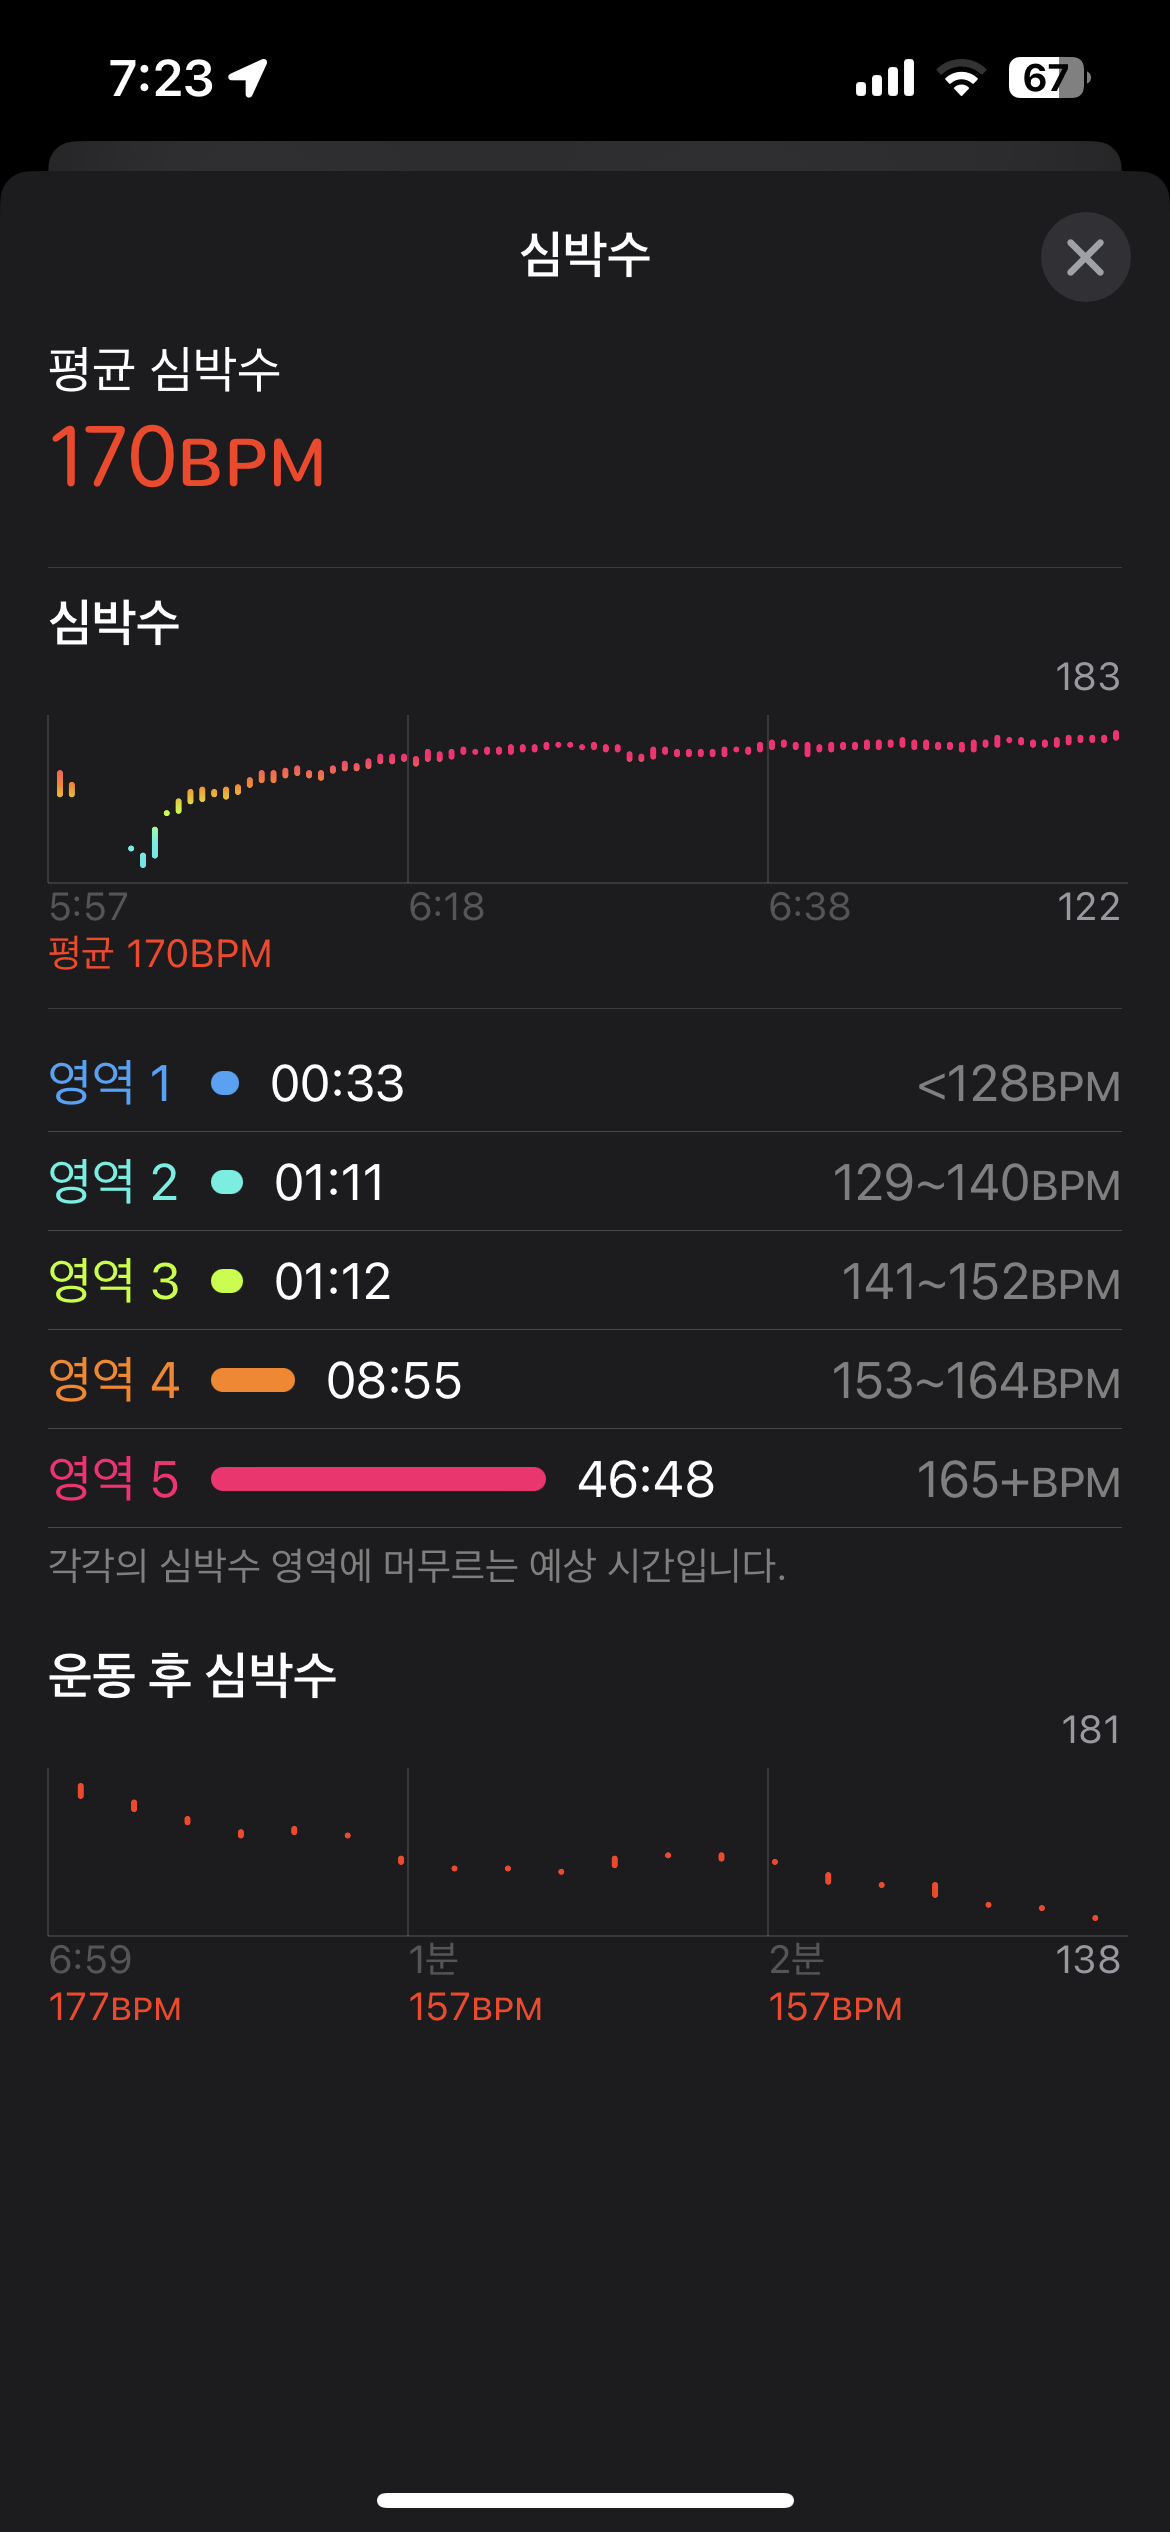 7:23
67
심박수
평균 심박수
170BPM
심박수
183
5:57 6:18 6:38 122
평균 170BPM
영역 1 00:33 <128BPM
영역 2 01:11 129~140BPM
영역 3 01:12 141~152BPM
영역 4 08:55 153~164BPM
영역 5 46:48 165+BPM
각각의 심박수 영역에 머무르는 예상 시간입니다.
운동 후 심박수
181
6:59 1분 2분 138
177BPM 157BPM 157BPM